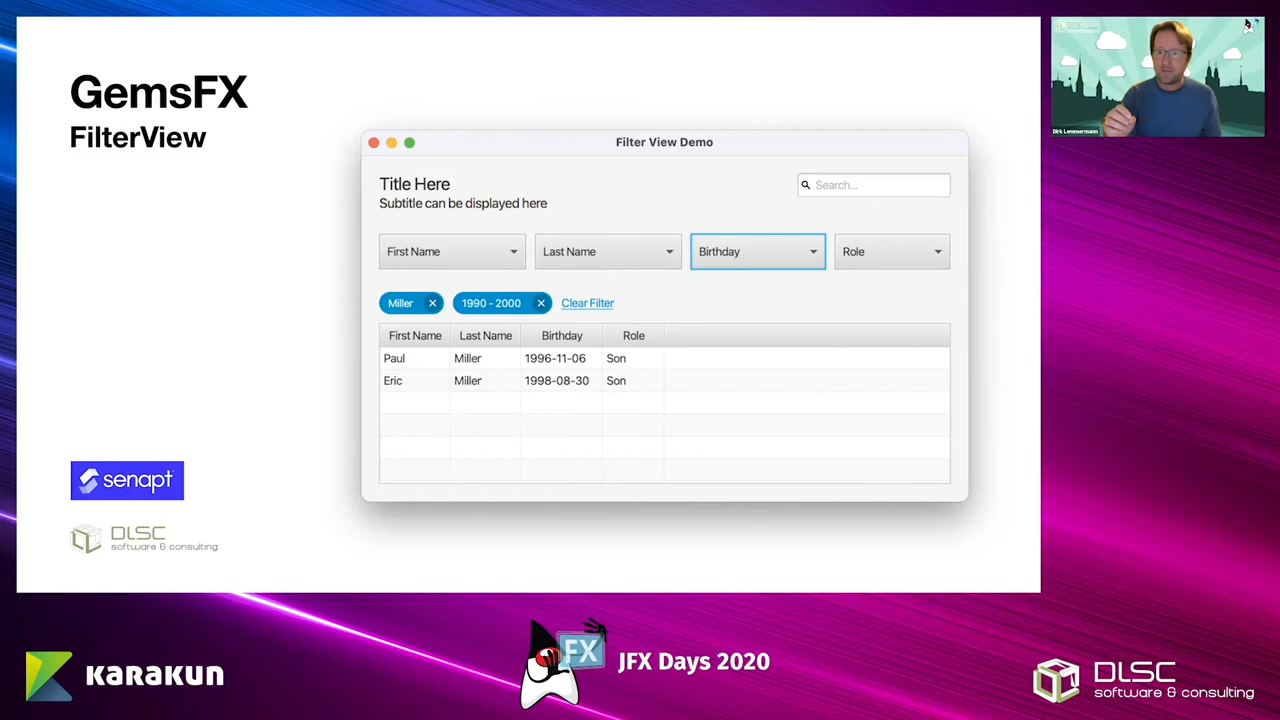 GemsFX
FilterView
Filter View Demo
Title Here
Subtitle can be displayed here
Search...
First Name
Last Name
Birthday
Role
Miller
1990 - 2000
Clear Filter
First Name Last Name Birthday Role
Paul Miller 1996-11-06 Son
Eric Miller 1998-08-30 Son
senapt
DLSC
software & consulting
DLSC
Dirk Lemmermann
KARAKUN
FX
JFX Days 2020
DLSC
software & consulting